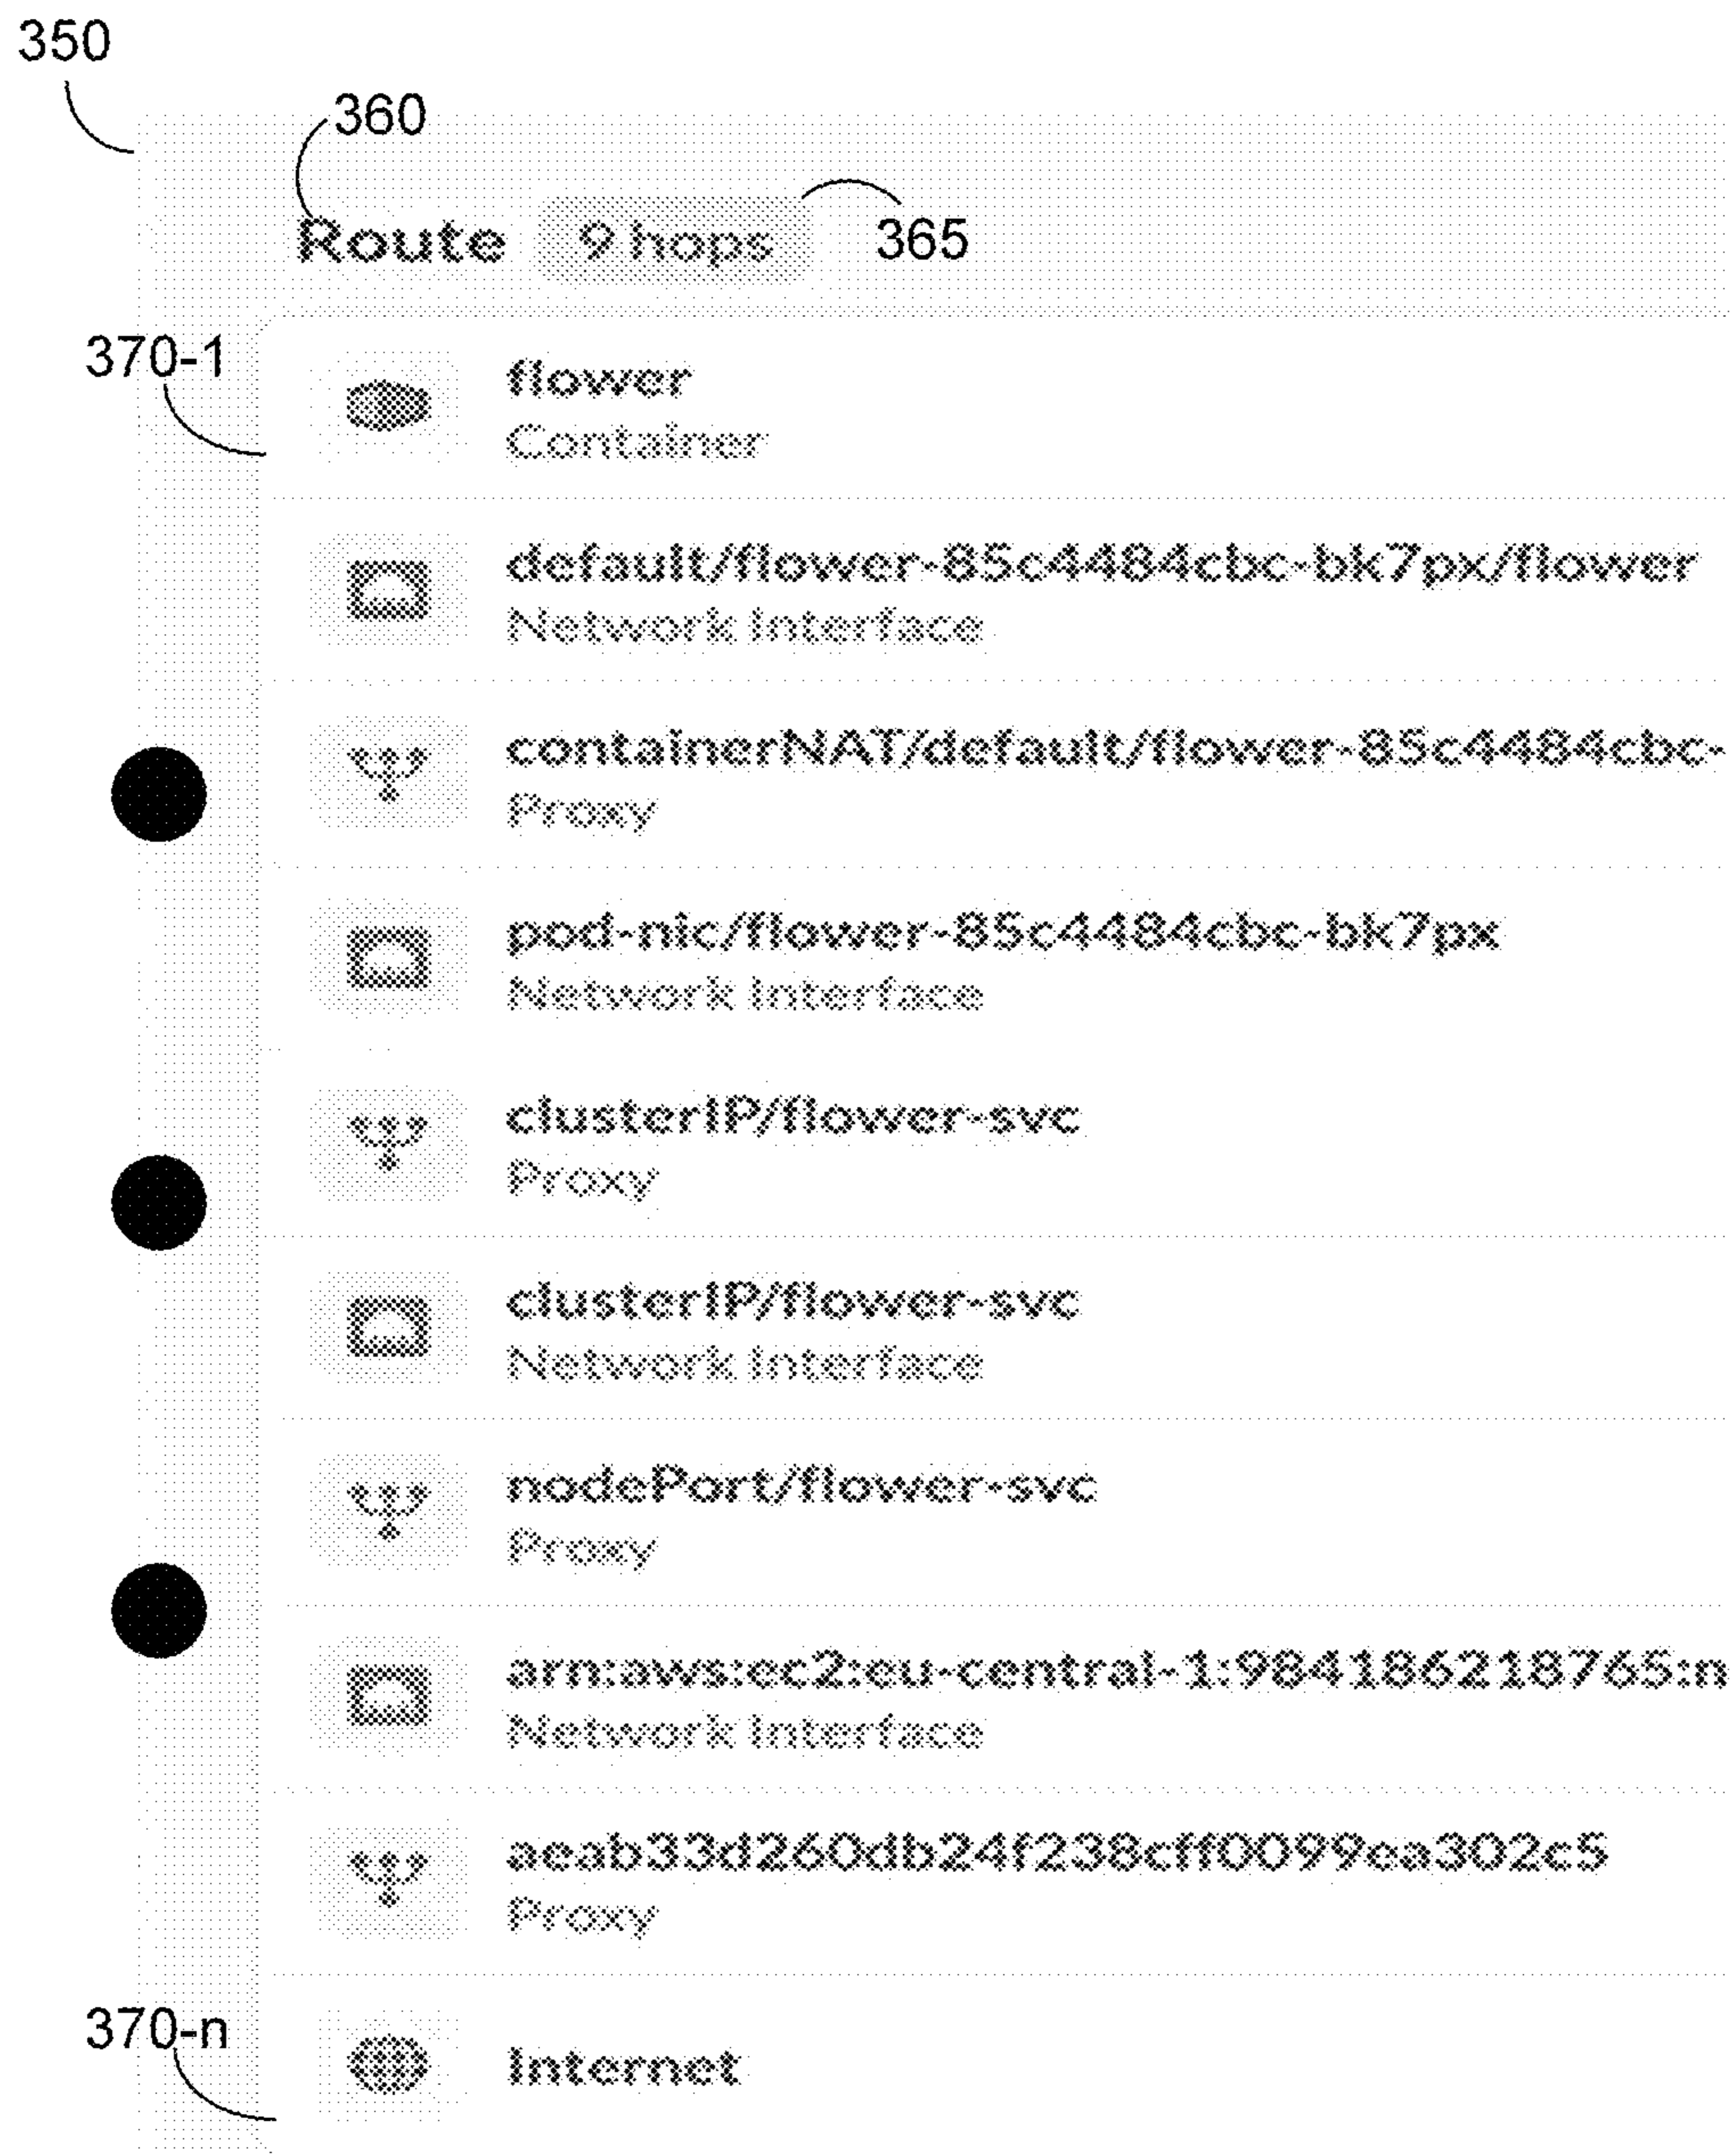 350
360
Route 9 hops 365
370-1
flower
Container
default/flower-85c4484cbc-bk7px/flower
Network Interface
containerNAT/default/flower-85c4484cbc-
Proxy
pod-nic/flower-85c4484cbc-bk7px
Network Interface
clusterIP/flower-svc
Proxy
clusterIP/flower-svc
Network Interface
nodePort/flower-svc
Proxy
arn:aws:ec2:eu-central-1:984186218765:n
Network Interface
aeab33d260db24f238cff0099ea302c5
Proxy
370-n
Internet